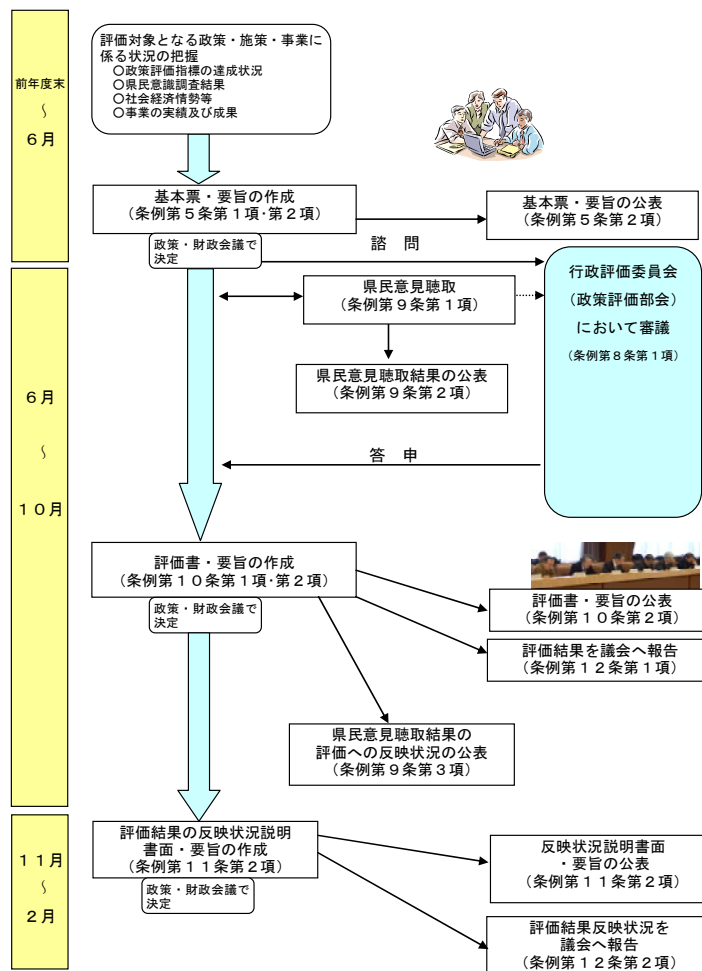 評価対象となる政策・施策・事業に
係る状況の把握
○政策評価指標の達成状況
○県民意識調査結果
○社会経済情勢等
○事業の実績及び成果
前年度末
～
６月
基本票・要旨の作成
（条例第５条第１項・第２項）
基本票・要旨の公表
（条例第５条第２項）
政策・財政会議で
決定
諮　問
行政評価委員会
（政策評価部会）
において審議
（条例第８条第１項）
県民意見聴取
（条例第９条第１項）
県民意見聴取結果の公表
（条例第９条第２項）
６月
～
１０月
答　申
評価書・要旨の作成
（条例第１０条第１項・第２項）
政策・財政会議で
決定
評価書・要旨の公表
（条例第１０条第２項）
評価結果を議会へ報告
（条例第１２条第１項）
県民意見聴取結果の
評価への反映状況の公表
（条例第９条第３項）
１１月
～
２月
評価結果の反映状況説明
書面・要旨の作成
（条例第１１条第２項）
政策・財政会議で
決定
反映状況説明書面
・要旨の公表
（条例第１１条第２項）
評価結果反映状況を
議会へ報告
（条例第１２条第２項）